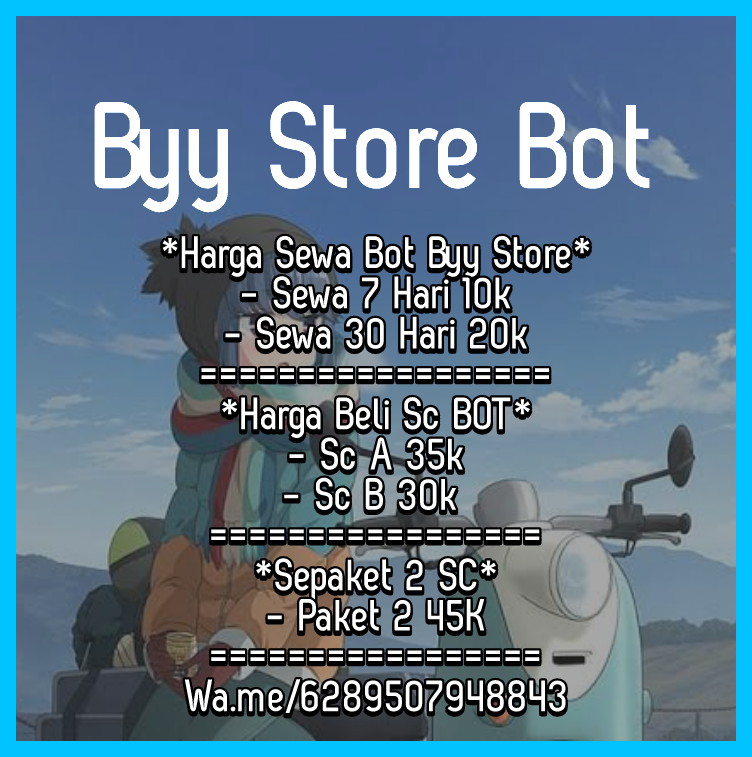 Byy Store Bot
*Harga Sewa Bot Byy Store*
- Sewa 7 Hari 10k
- Sewa 30 Hari 20k
==================
*Harga Beli Sc BOT*
- Sc A 35k
- Sc B 30k
=================
*Sepaket 2 SC*
- Paket 2 45K
=================
Wa.me/6289507948843